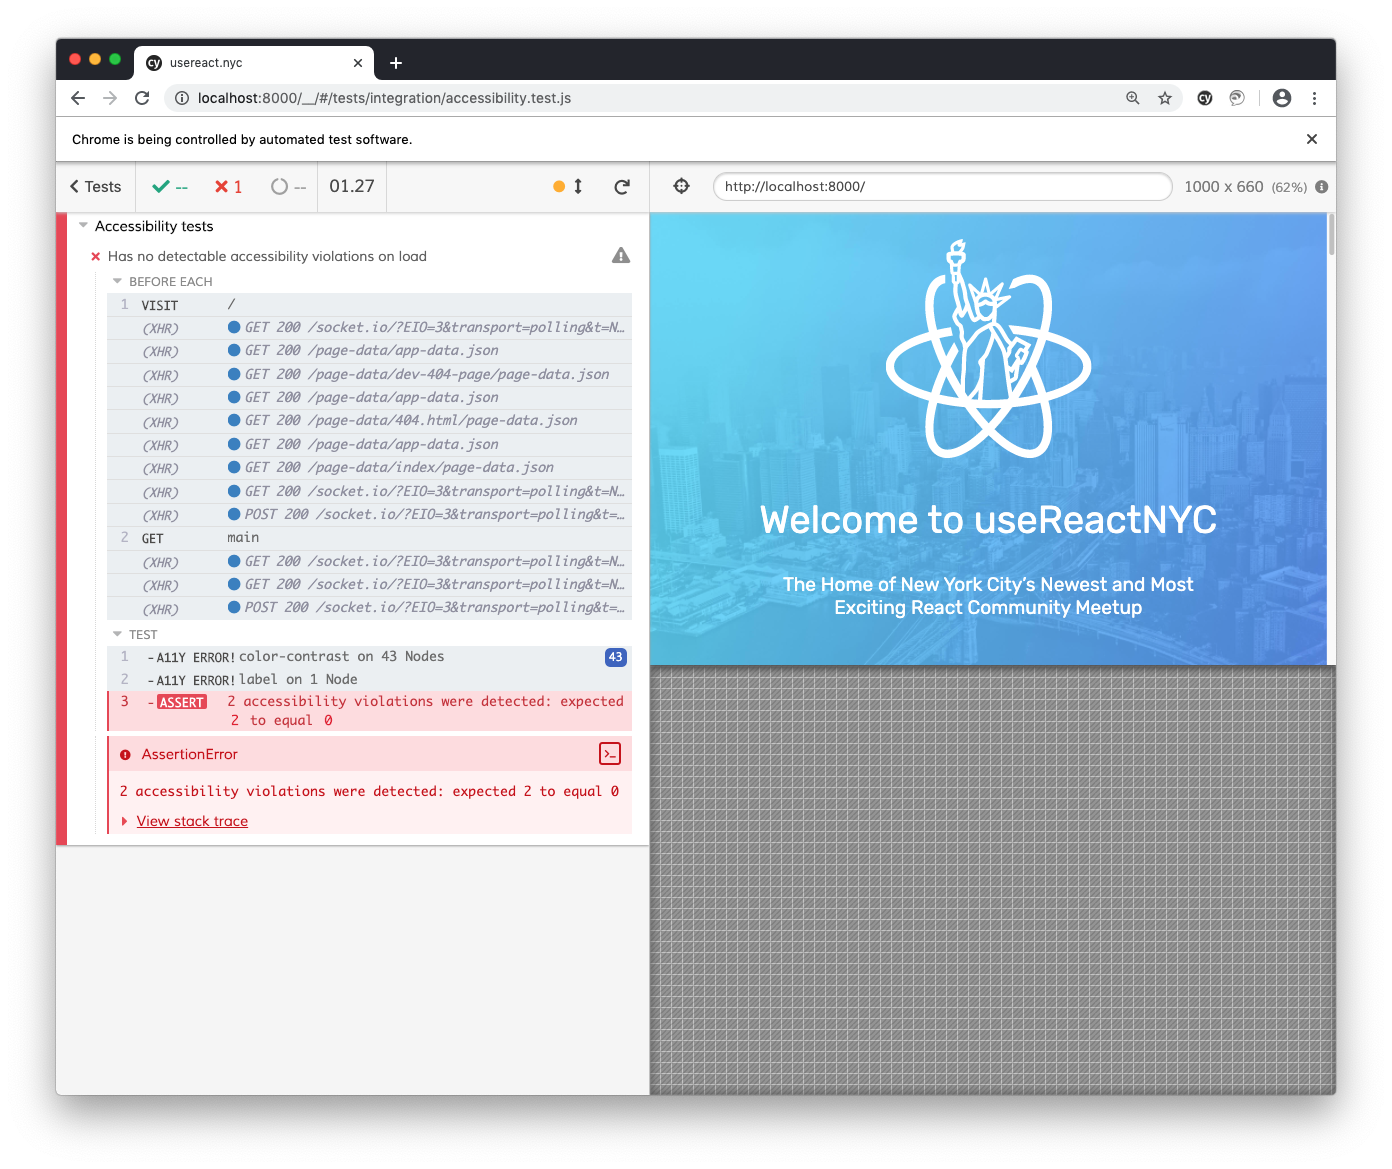 cy usereact.nyc
localhost:8000/__/#/tests/integration/accessibility.test.js
cy
Chrome is being controlled by automated test software.
Tests -- 1 -- 01.27
http://localhost:8000/ 1000 x 660 (62%)
Accessibility tests
Has no detectable accessibility violations on load
BEFORE EACH
1 VISIT /
(XHR) GET 200 /socket.io/?EIO=3&transport=polling&t=N…
(XHR) GET 200 /page-data/app-data.json
(XHR) GET 200 /page-data/dev-404-page/page-data.json
(XHR) GET 200 /page-data/app-data.json
(XHR) GET 200 /page-data/404.html/page-data.json
(XHR) GET 200 /page-data/app-data.json
(XHR) GET 200 /page-data/index/page-data.json
(XHR) GET 200 /socket.io/?EIO=3&transport=polling&t=N…
(XHR) POST 200 /socket.io/?EIO=3&transport=polling&t=…
2 GET main
(XHR) GET 200 /socket.io/?EIO=3&transport=polling&t=N…
(XHR) GET 200 /socket.io/?EIO=3&transport=polling&t=N…
(XHR) POST 200 /socket.io/?EIO=3&transport=polling&t=…
TEST
1 -A11Y ERROR! color-contrast on 43 Nodes 43
2 -A11Y ERROR! label on 1 Node
3 -ASSERT 2 accessibility violations were detected: expected
2 to equal 0
AssertionError
2 accessibility violations were detected: expected 2 to equal 0
View stack trace
Welcome to useReactNYC
The Home of New York City’s Newest and Most
Exciting React Community Meetup